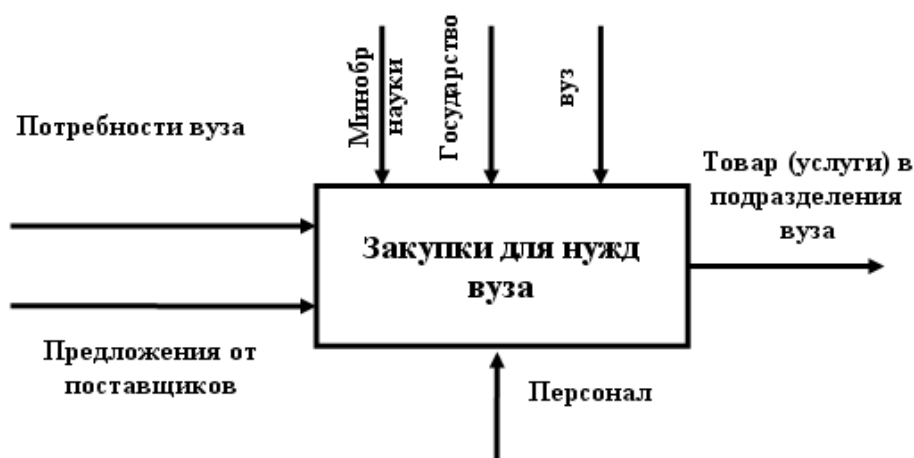 Минобр
науки
Государство
вуз
Потребности вуза
Товар (услуги) в
подразделения
вуза
Закупки для нужд
вуза
Предложения от
поставщиков
Персонал